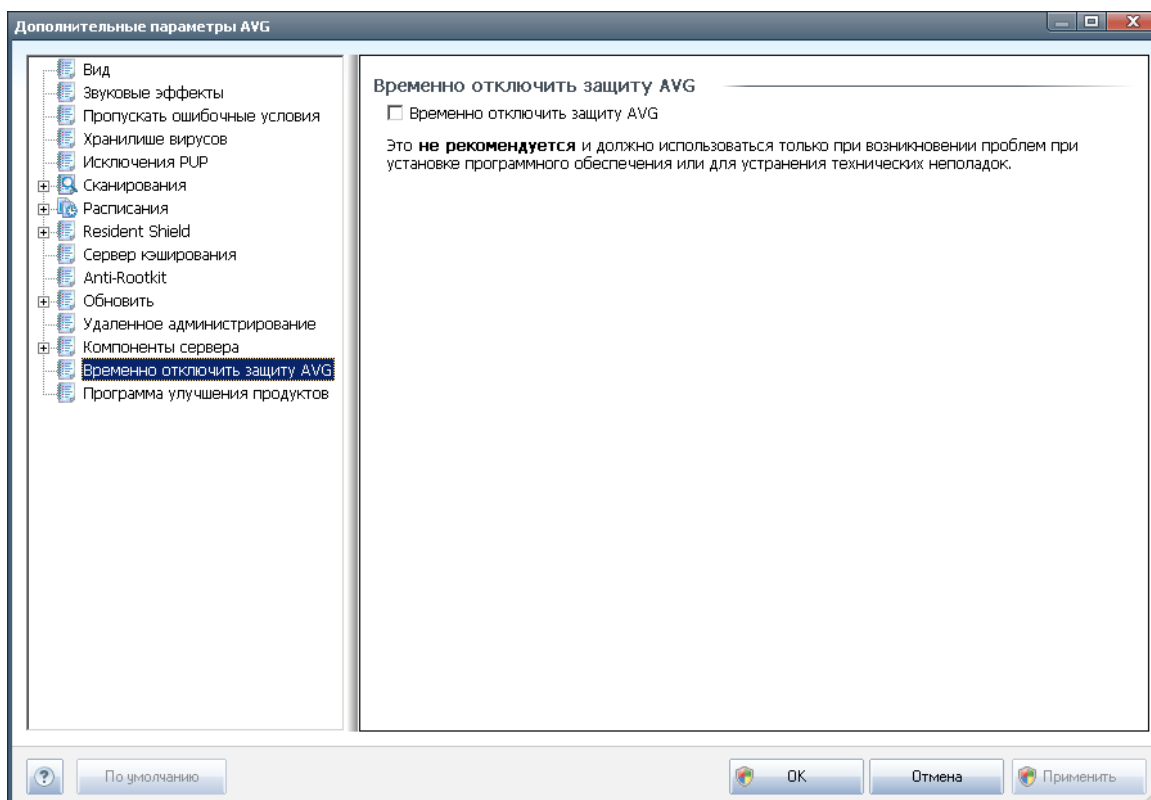 Дополнительные параметры AVG
Вид
Звуковые эффекты
Пропускать ошибочные условия
Хранилише вирусов
Исключения PUP
Сканирования
Расписания
Resident Shield
Сервер кэширования
Anti-Rootkit
Обновить
Удаленное администрирование
Компоненты сервера
Временно отключить защиту AVG
Программа улучшения продуктов
Временно отключить защиту AVG
Временно отключить защиту AVG
Это не рекомендуется и должно использоваться только при возникновении проблем при
установке программного обеспечения или для устранения технических неполадок.
? По умолчанию OK Отмена Применить